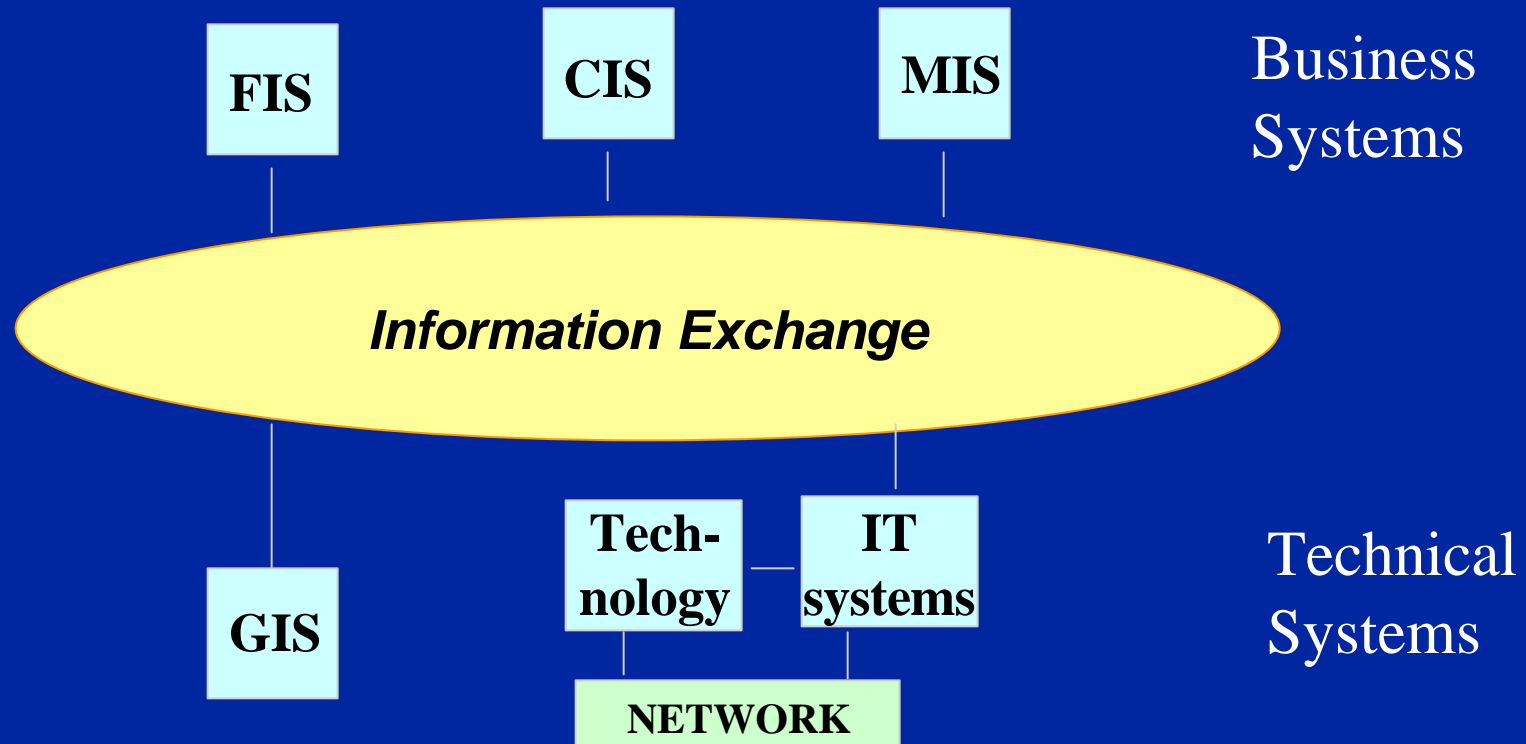 FIS
CIS
MIS
Business
Systems
Information Exchange
Tech-
nology
IT
systems
GIS
Technical
Systems
NETWORK